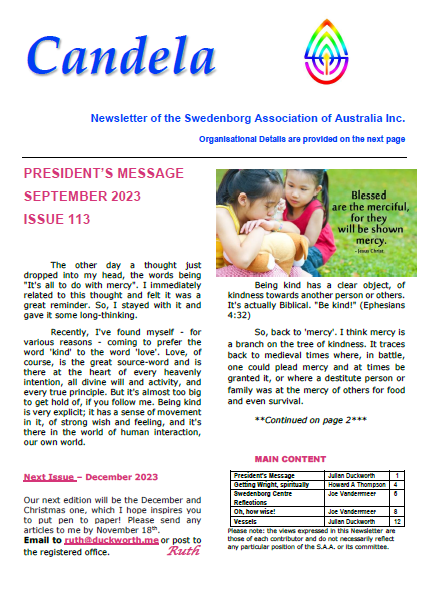 Candela
Newsletter of the Swedenborg Association of Australia Inc.
Organisational Details are provided on the next page
PRESIDENT'S MESSAGE
SEPTEMBER 2023
ISSUE 113
Blessed
are the merciful,
for they
will be shown
mercy.
- Jesus Christ
The other day a thought just
dropped into my head, the words being
"It's all to do with mercy". I immediately
related to this thought and felt it was a
great reminder. So, I stayed with it and
gave it some long-thinking.
Recently, I've found myself - for
various reasons - coming to prefer the
word 'kind' to the word 'love'. Love, of
course, is the great source-word and is
there at the heart of every heavenly
intention, all divine will and activity, and
every true principle. But it's almost too big
to get hold of, if you follow me. Being kind
is very explicit; it has a sense of movement
in it, of strong wish and feeling, and it's
there in the world of human interaction,
our own world.
Being kind has a clear object, of
kindness towards another person or others.
It's actually Biblical. "Be kind!" (Ephesians
4:32)
So, back to 'mercy'. I think mercy is
a branch on the tree of kindness. It traces
back to medieval times where, in battle,
one could plead mercy and at times be
granted it, or where a destitute person or
family was at the mercy of others for food
and even survival.
**Continued on page 2***
Next Issue – December 2023
Our next edition will be the December and
Christmas one, which I hope inspires you
to put pen to paper! Please send any
articles to me by November 18th.
Email to ruth@duckworth.me or post to
the registered office. Ruth
MAIN CONTENT
President's Message Julian Duckworth 1
Getting Wright, spiritually Howard A Thompson 4
Swedenborg Centre Joe Vandermeer 6
Reflections
Oh, how wise! Joe Vandermeer 8
Vessels Julian Duckworth 12
Please note: the views expressed in this Newsletter are
those of each contributor and do not necessarily reflect
any particular position of the S.A.A. or its committee.